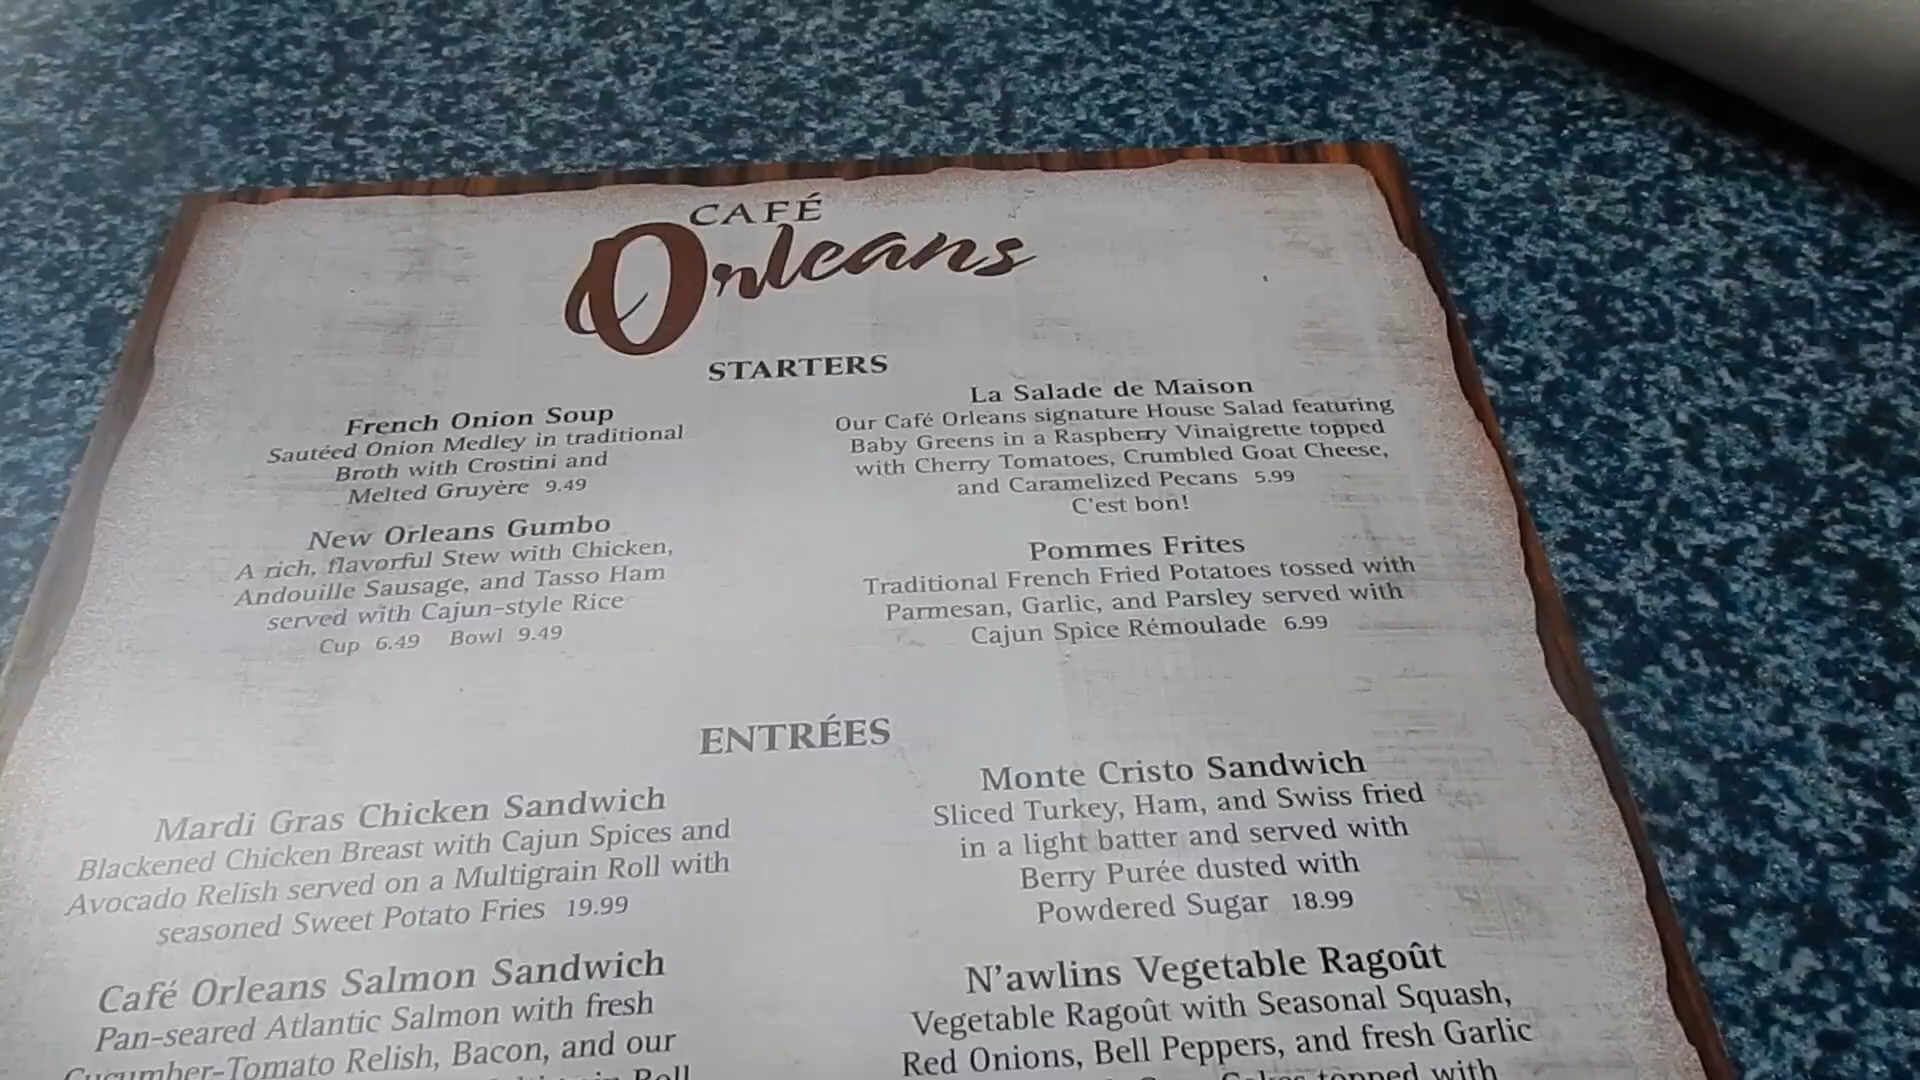 CAFÉ
Orleans
STARTERS
French Onion Soup
Sautéed Onion Medley in traditional
Broth with Crostini and
Melted Gruyère 9.49
New Orleans Gumbo
A rich, flavorful Stew with Chicken,
Andouille Sausage, and Tasso Ham
served with Cajun-style Rice
Cup 6.49 Bowl 9.49
La Salade de Maison
Our Café Orleans signature House Salad featuring
Baby Greens in a Raspberry Vinaigrette topped
with Cherry Tomatoes, Crumbled Goat Cheese,
and Caramelized Pecans 5.99
C'est bon!
Pommes Frites
Traditional French Fried Potatoes tossed with
Parmesan, Garlic, and Parsley served with
Cajun Spice Rémoulade 6.99
ENTRÉES
Mardi Gras Chicken Sandwich
Blackened Chicken Breast with Cajun Spices and
Avocado Relish served on a Multigrain Roll with
seasoned Sweet Potato Fries 19.99
Café Orleans Salmon Sandwich
Pan-seared Atlantic Salmon with fresh
Cucumber-Tomato Relish, Bacon, and our
Roll
Monte Cristo Sandwich
Sliced Turkey, Ham, and Swiss fried
in a light batter and served with
Berry Purée dusted with
Powdered Sugar 18.99
N'awlins Vegetable Ragoût
Vegetable Ragoût with Seasonal Squash,
Red Onions, Bell Peppers, and fresh Garlic
topped with